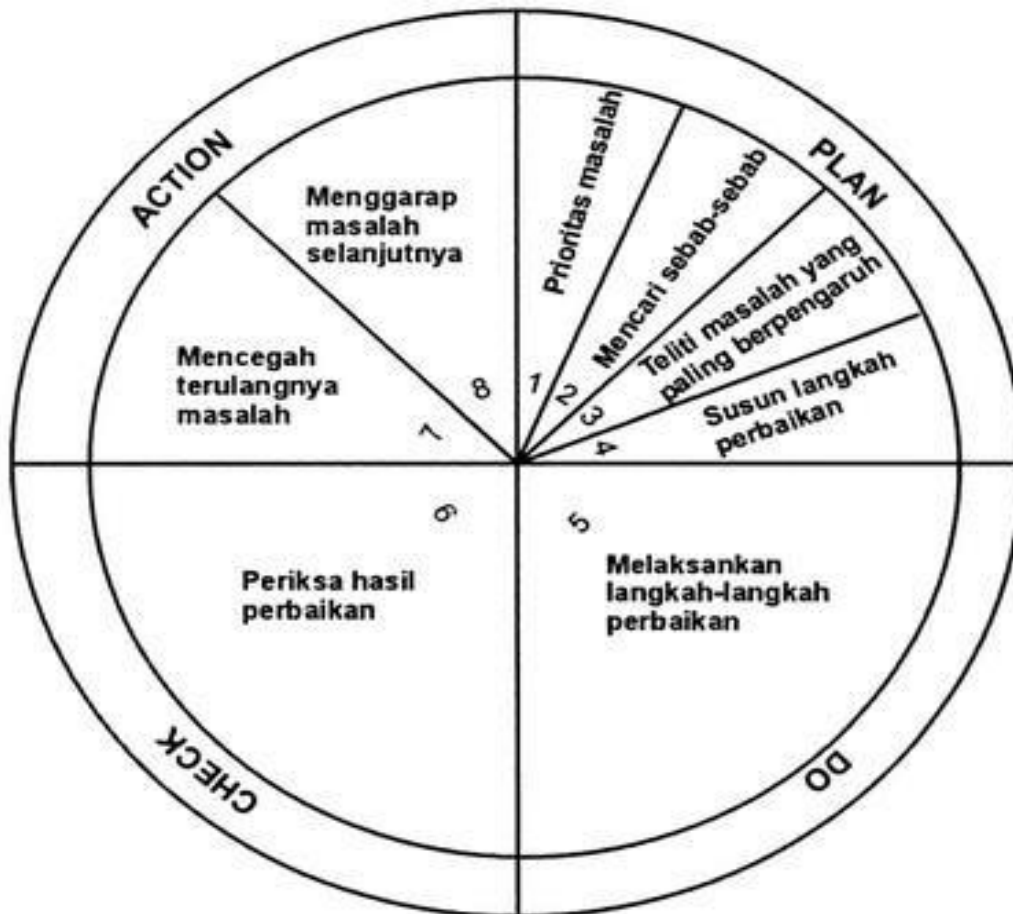 PLAN
1
Prioritas masalah
2
Mencari sebab-sebab
3
Teliti masalah yang
paling berpengaruh
4
Susun langkah
perbaikan
DO
5
Melaksankan
langkah-langkah
perbaikan
CHECK
6
Periksa hasil
perbaikan
ACTION
7
Mencegah
terulangnya
masalah
8
Menggarap
masalah
selanjutnya